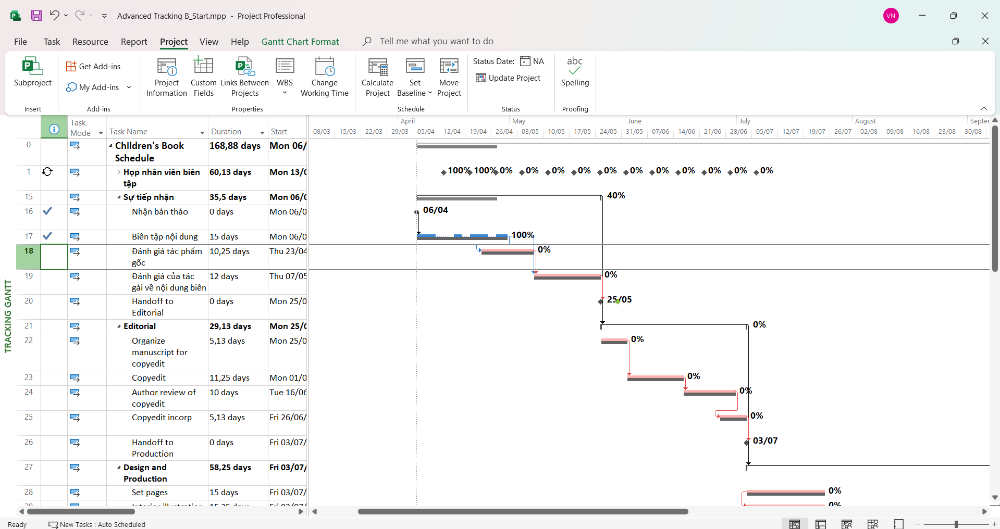 Advanced Tracking B_Start.mpp - Project Professional
VN
File Task Resource Report Project View Help Gantt Chart Format Tell me what you want to do
Subproject
Insert
Get Add-ins
My Add-ins
Add-ins
Project Information
Custom Fields
Links Between Projects
WBS
Change Working Time
Properties
Calculate Project
Set Baseline
Move Project
Schedule
Status Date: NA
Update Project
Status
abc
Spelling
Proofing
TRACKING GANTT
Task Mode Task Name Duration Start
April May June July August
08/03 15/03 22/03 29/03 05/04 12/04 19/04 26/04 03/05 10/05 17/05 24/05 31/05 07/06 14/06 21/06 28/06 05/07 12/07 19/07 26/07 02/08 09/08 16/08 23/08 30/08
0 Children's Book Schedule 168,88 days Mon 06/
1 Họp nhân viên biên tập 60,13 days Mon 13/0
100% 100% 0% 0% 0% 0% 0% 0% 0% 0% 0% 0% 0%
15 Sự tiếp nhận 35,5 days Mon 06/0
40%
16 Nhận bản thảo 0 days Mon 06/0
06/04
17 Biên tập nội dung 15 days Mon 06/0
100%
18 Đánh giá tác phẩm gốc 10,25 days Thu 23/04
0%
19 Đánh giá của tác gải về nội dung biên 12 days Thu 07/05
0%
20 Handoff to Editorial 0 days Mon 25/0
25/05
21 Editorial 29,13 days Mon 25/0
0%
22 Organize manuscript for copyedit 5,13 days Mon 25/0
0%
23 Copyedit 11,25 days Mon 01/0
0%
24 Author review of copyedit 10 days Tue 16/06
0%
25 Copyedit incorp 5,13 days Fri 26/06/
0%
26 Handoff to Production 0 days Fri 03/07/
03/07
27 Design and Production 58,25 days Fri 03/07/
28 Set pages 15 days Fri 03/07/
0%
0%
Ready New Tasks : Auto Scheduled